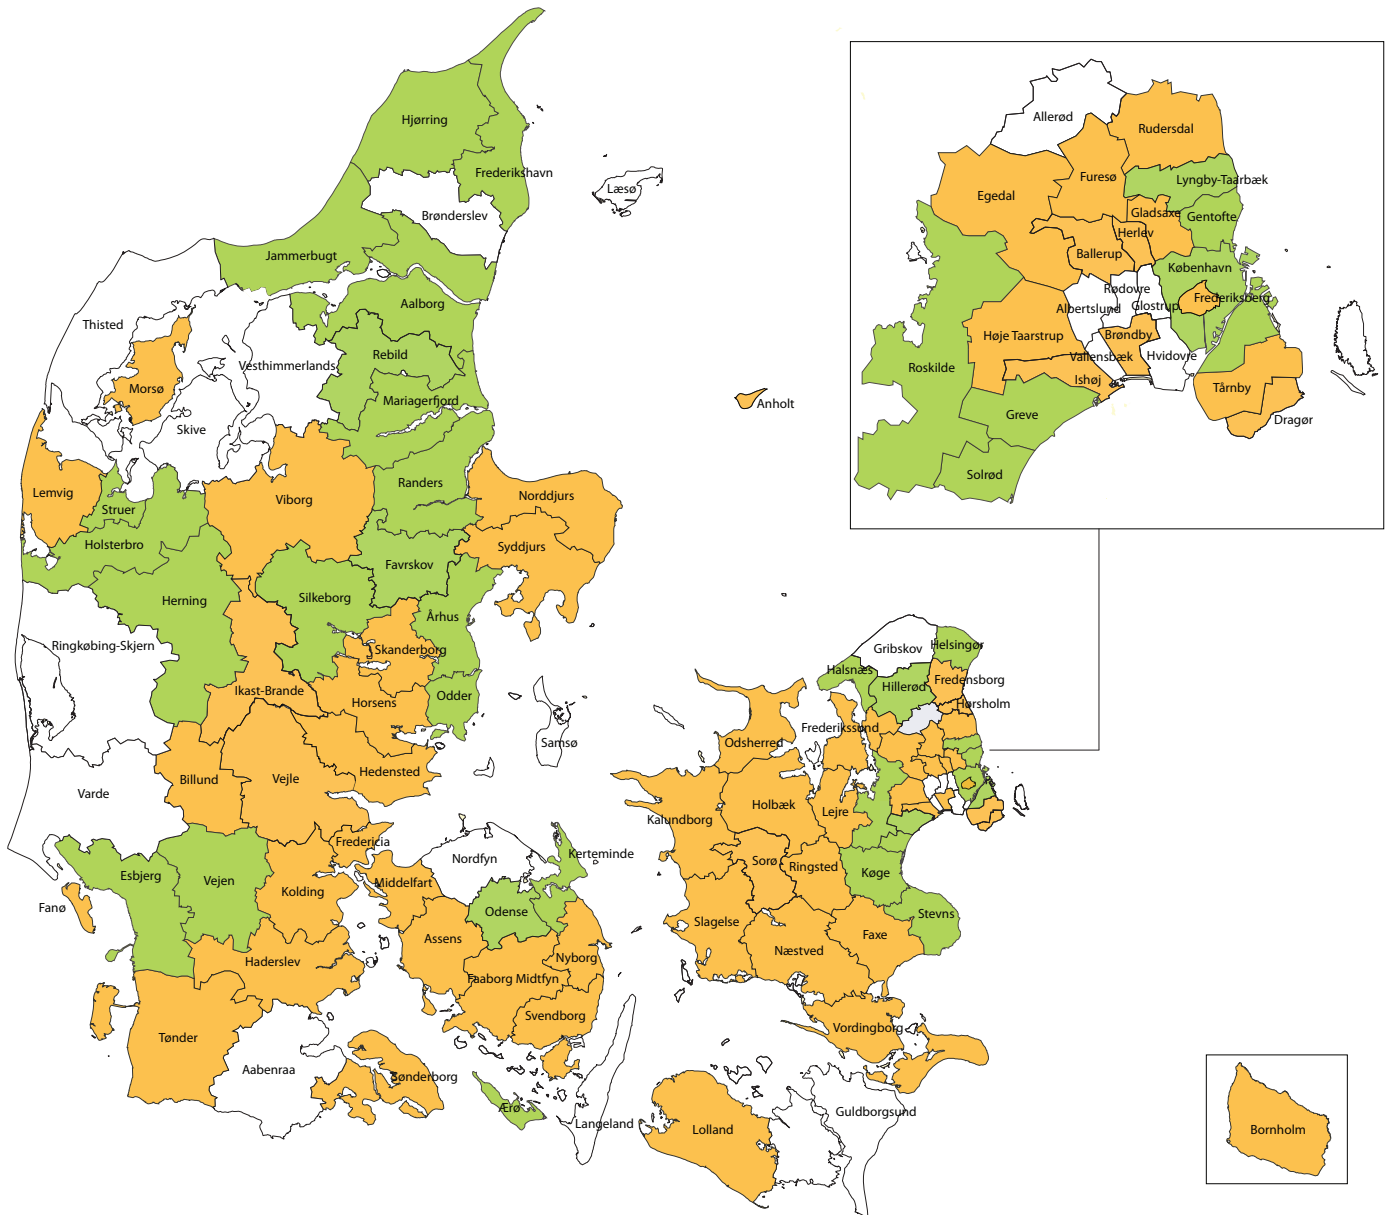 Hjørring
Frederikshavn
Læsø
Brønderslev
Jammerbugt
Aalborg
Thisted
Rebild
Vesthimmerlands
Morsø
Mariagerfjord
Skive
Anholt
Lemvig
Viborg
Randers
Norddjurs
Struer
Holsterbro
Syddjurs
Favrskov
Herning
Silkeborg
Århus
Ringkøbing-Skjern
Skanderborg
Ikast-Brande
Horsens
Odder
Samsø
Billund
Vejle
Hedensted
Varde
Fredericia
Nordfyn
Kerteminde
Esbjerg
Vejen
Kolding
Middelfart
Fanø
Odense
Assens
Haderslev
Nyborg
Faaborg Midtfyn
Svendborg
Tønder
Aabenraa
Sønderborg
Ærø
Langeland
Gribskov
Helsingør
Halsnæs
Hillerød
Fredensborg
Hørsholm
Frederikssund
Odsherred
Holbæk
Lejre
Kalundborg
Sorø
Ringsted
Køge
Slagelse
Stevns
Faxe
Næstved
Vordingborg
Guldborgsund
Lolland
Bornholm
Allerød
Rudersdal
Furesø
Lyngby-Taarbæk
Egedal
Gladsaxe
Gentofte
Herlev
Ballerup
København
Rødovre
Frederiksberg
Albertslund
Glostrup
Høje Taarstrup
Brøndby
Vallensbæk
Hvidovre
Roskilde
Ishøj
Tårnby
Greve
Dragør
Solrød